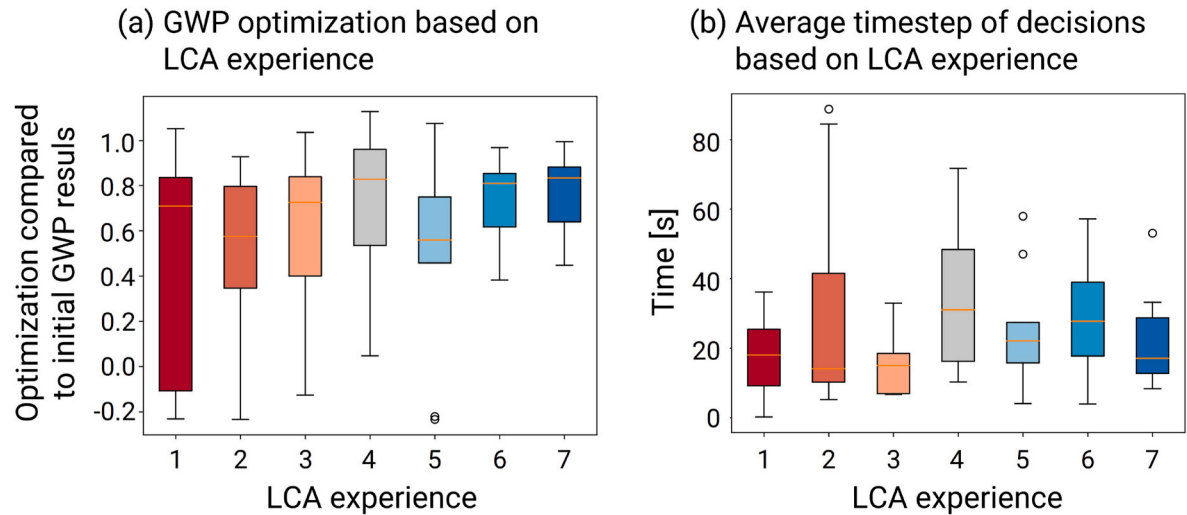 (a) GWP optimization based on
LCA experience
Optimization compared
to initial GWP resuls
1.0
0.8
0.6
0.4
0.2
0.0
-0.2
1 2 3 4 5 6 7
LCA experience
(b) Average timestep of decisions
based on LCA experience
Time [s]
80
60
40
20
0
1 2 3 4 5 6 7
LCA experience